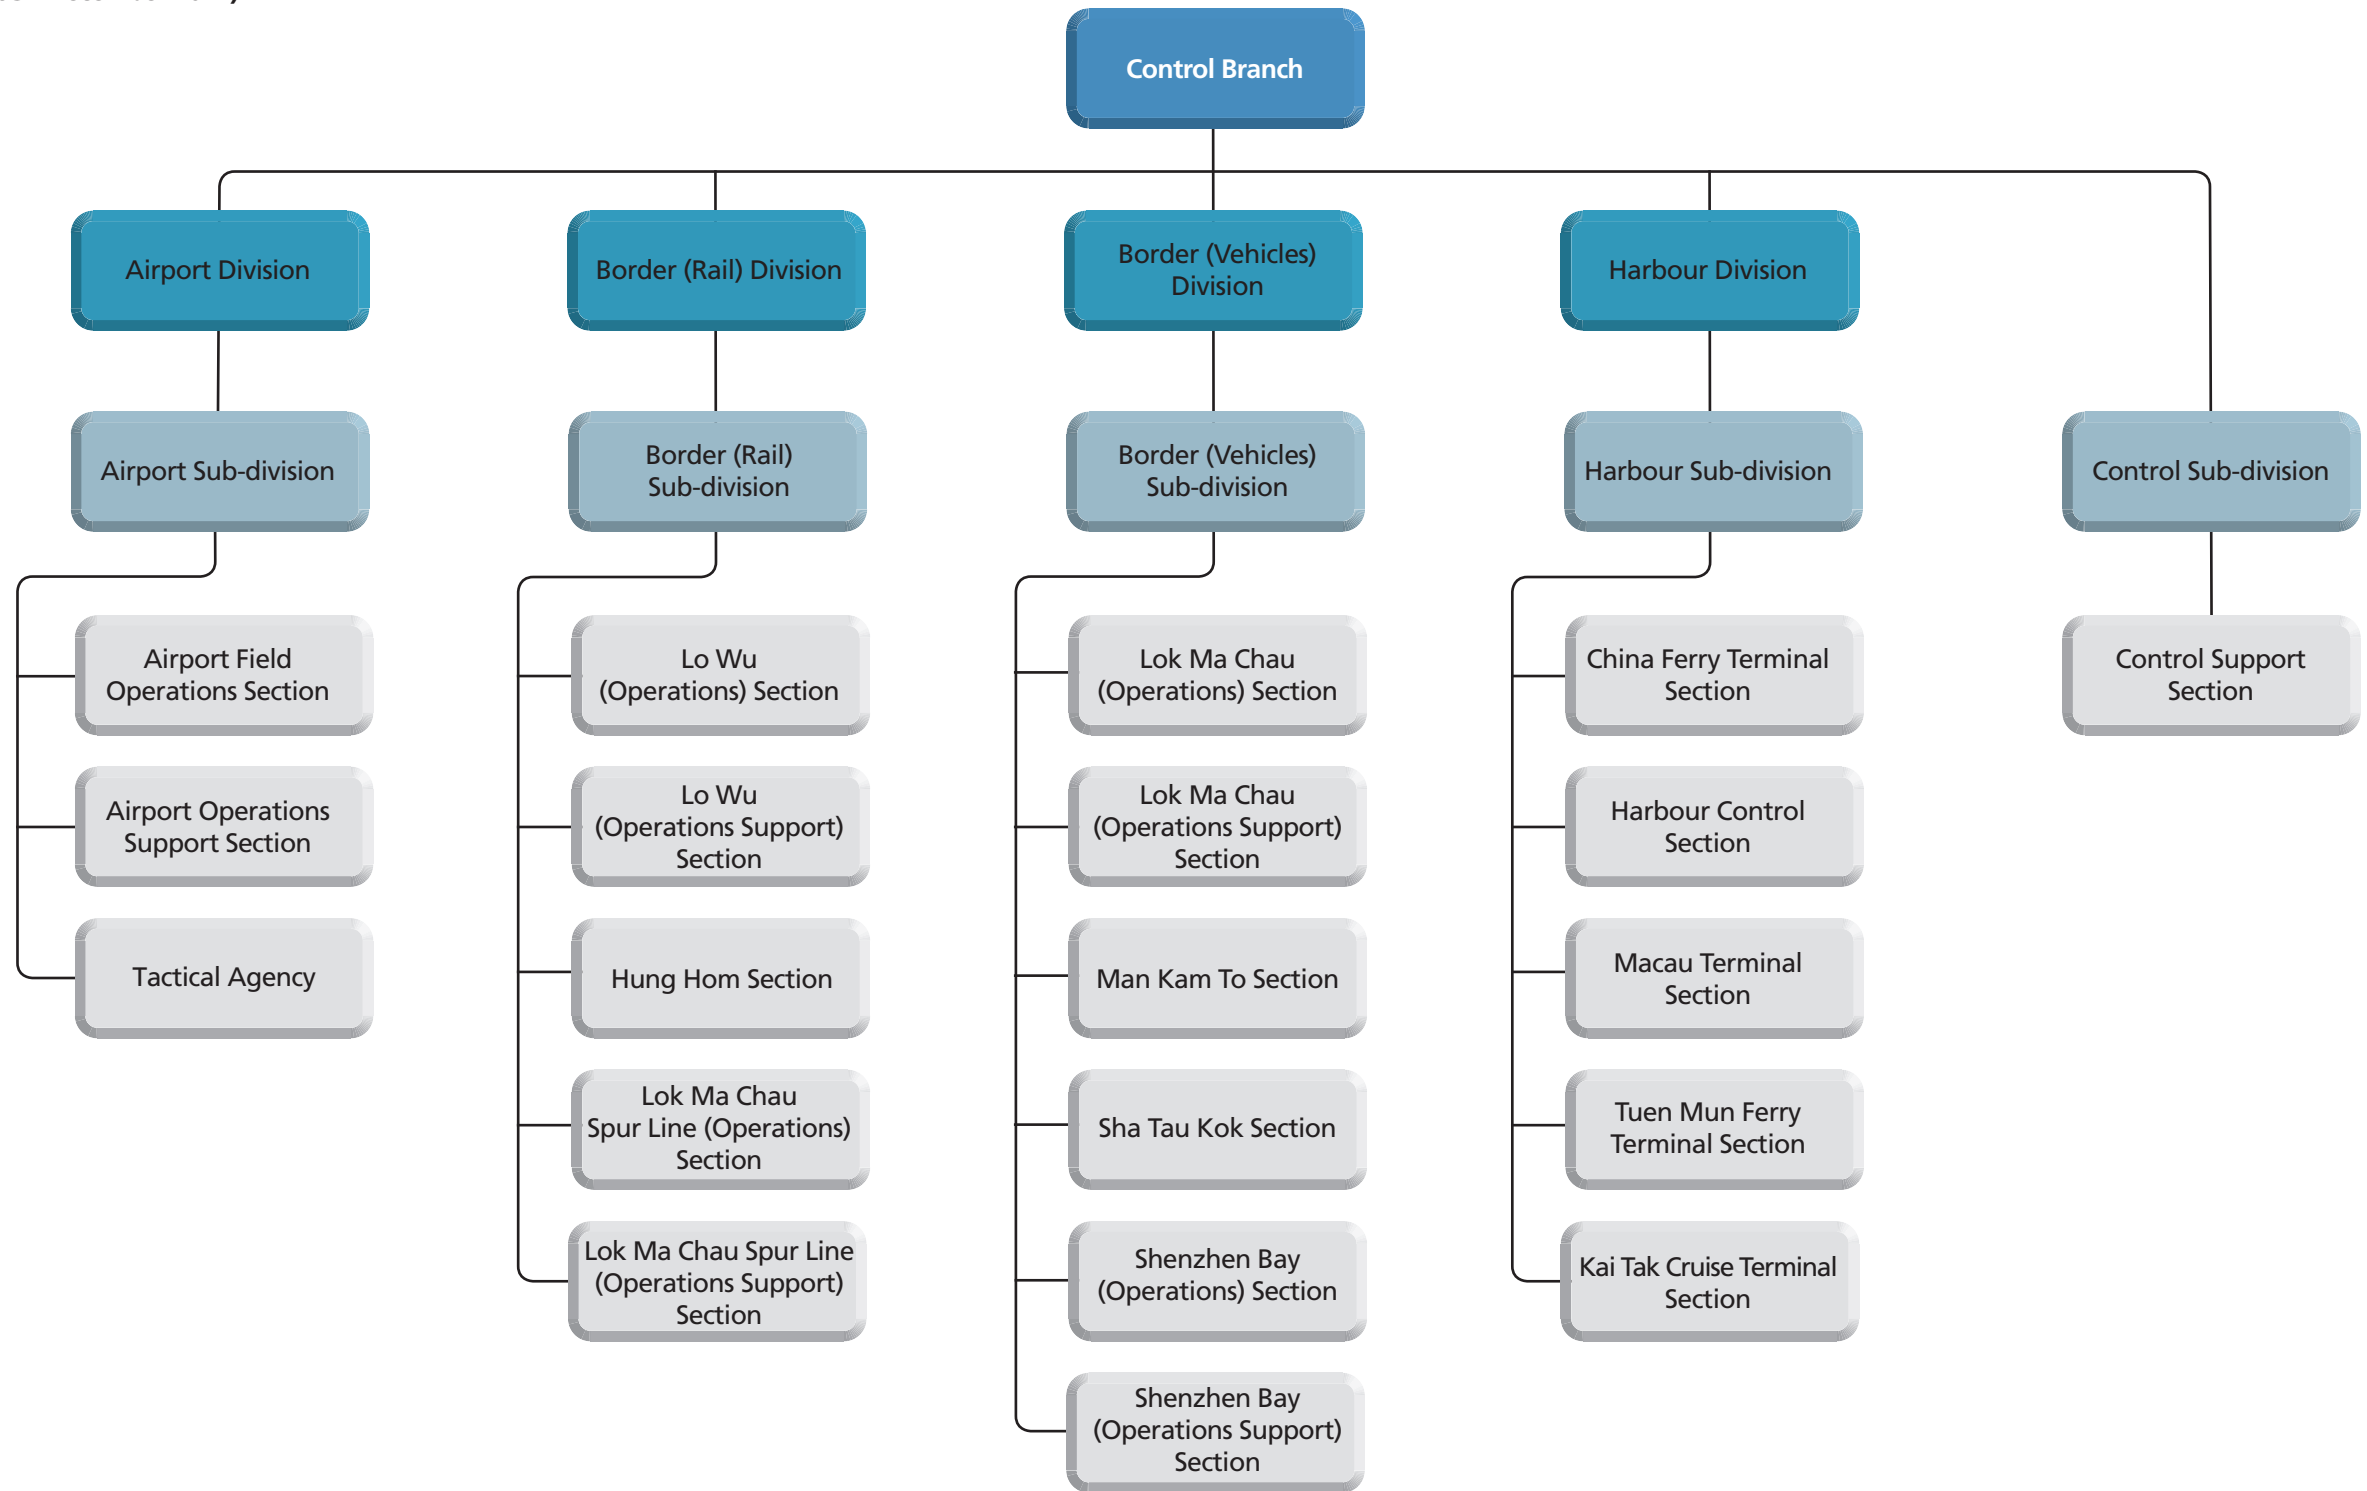 Control Branch
Airport Division
Border (Rail) Division
Border (Vehicles)
Division
Harbour Division
Airport Sub-division
Border (Rail)
Sub-division
Border (Vehicles)
Sub-division
Harbour Sub-division
Control Sub-division
Airport Field
Operations Section
Airport Operations
Support Section
Tactical Agency
Lo Wu
(Operations) Section
Lo Wu
(Operations Support)
Section
Hung Hom Section
Lok Ma Chau
Spur Line (Operations)
Section
Lok Ma Chau Spur Line
(Operations Support)
Section
Lok Ma Chau
(Operations) Section
Lok Ma Chau
(Operations Support)
Section
Man Kam To Section
Sha Tau Kok Section
Shenzhen Bay
(Operations) Section
Shenzhen Bay
(Operations Support)
Section
China Ferry Terminal
Section
Harbour Control
Section
Macau Terminal
Section
Tuen Mun Ferry
Terminal Section
Kai Tak Cruise Terminal
Section
Control Support
Section